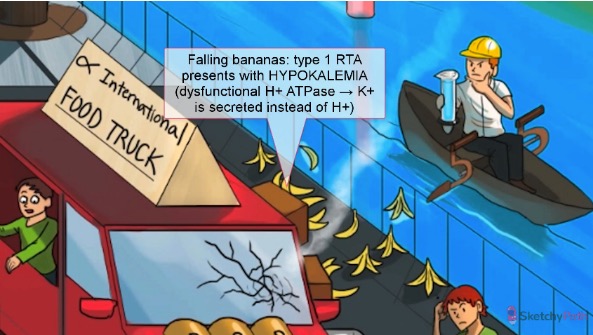 Falling bananas: type 1 RTA
presents with HYPOKALEMIA
(dysfunctional H+ ATPase → K+
is secreted instead of H+)
α International
FOOD TRUCK
SketchyPath